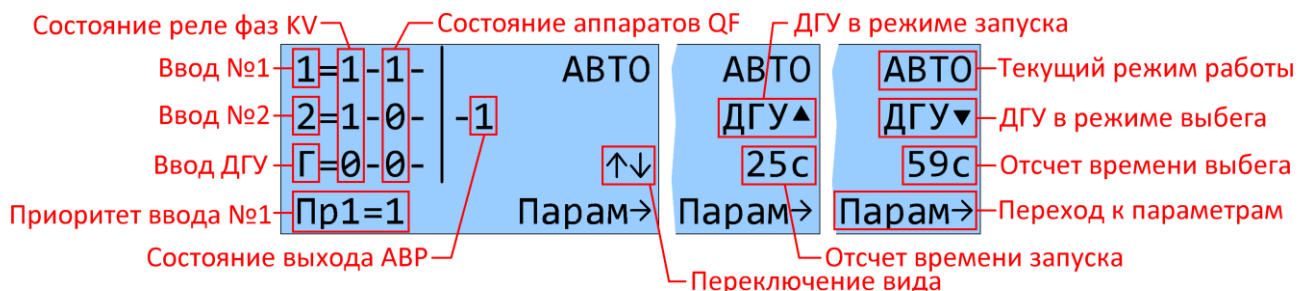 Состояние реле фаз KV
Состояние аппаратов QF
ДГУ в режиме запуска
Ввод №1
1=1-1-
АВТО
АВТО
АВТО
Текущий режим работы
Ввод №2
2=1-0-
-1
ДГУ▲
ДГУ▼
ДГУ в режиме выбега
Ввод ДГУ
Г=0-0-
↑↓
25с
59с
Отсчет времени выбега
Приоритет ввода №1
Пр1=1
Парам→
Парам→
Парам→
Переход к параметрам
Состояние выхода АВР
Отсчет времени запуска
Переключение вида